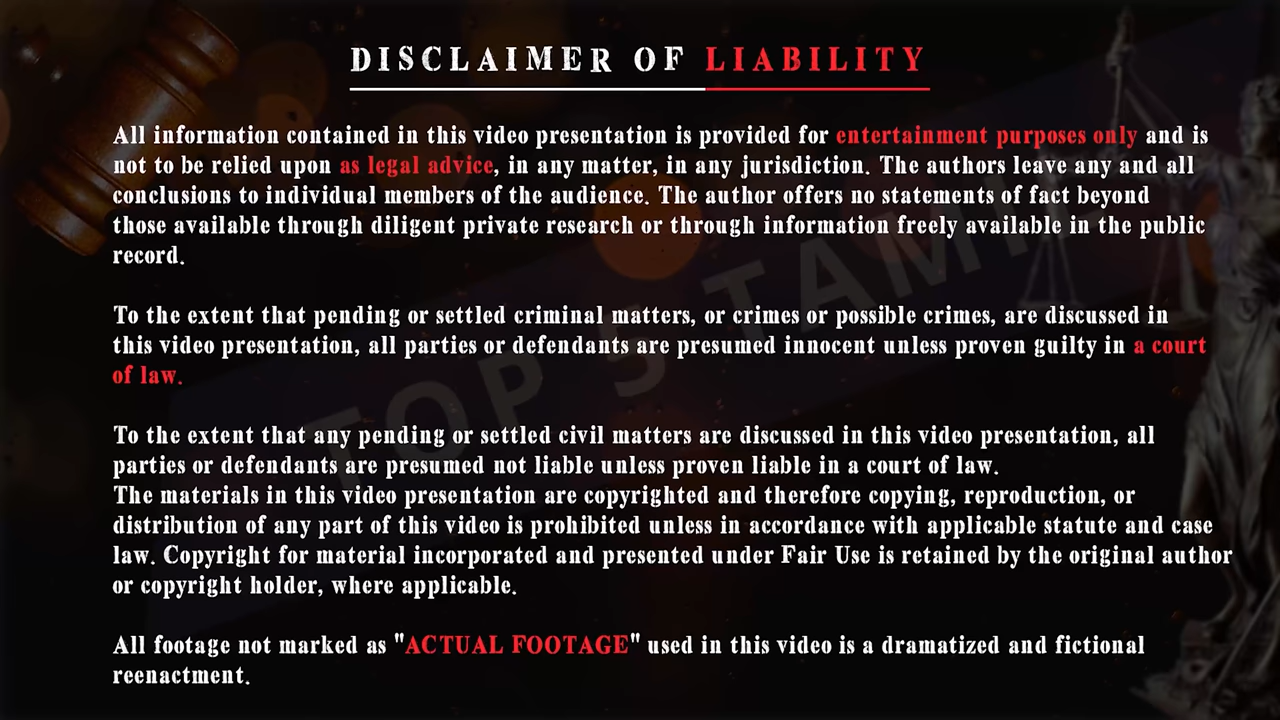 DISCLAIMER OF LIABILITY
All information contained in this video presentation is provided for entertainment purposes only and is
not to be relied upon as legal advice, in any matter, in any jurisdiction. The authors leave any and all
conclusions to individual members of the audience. The author offers no statements of fact beyond
those available through diligent private research or through information freely available in the public
record.
To the extent that pending or settled criminal matters, or crimes or possible crimes, are discussed in
this video presentation, all parties or defendants are presumed innocent unless proven guilty in a court
of law.
To the extent that any pending or settled civil matters are discussed in this video presentation, all
parties or defendants are presumed not liable unless proven liable in a court of law.
The materials in this video presentation are copyrighted and therefore copying, reproduction, or
distribution of any part of this video is prohibited unless in accordance with applicable statute and case
law. Copyright for material incorporated and presented under Fair Use is retained by the original author
or copyright holder, where applicable.
All footage not marked as "ACTUAL FOOTAGE" used in this video is a dramatized and fictional
reenactment.
TOP 5